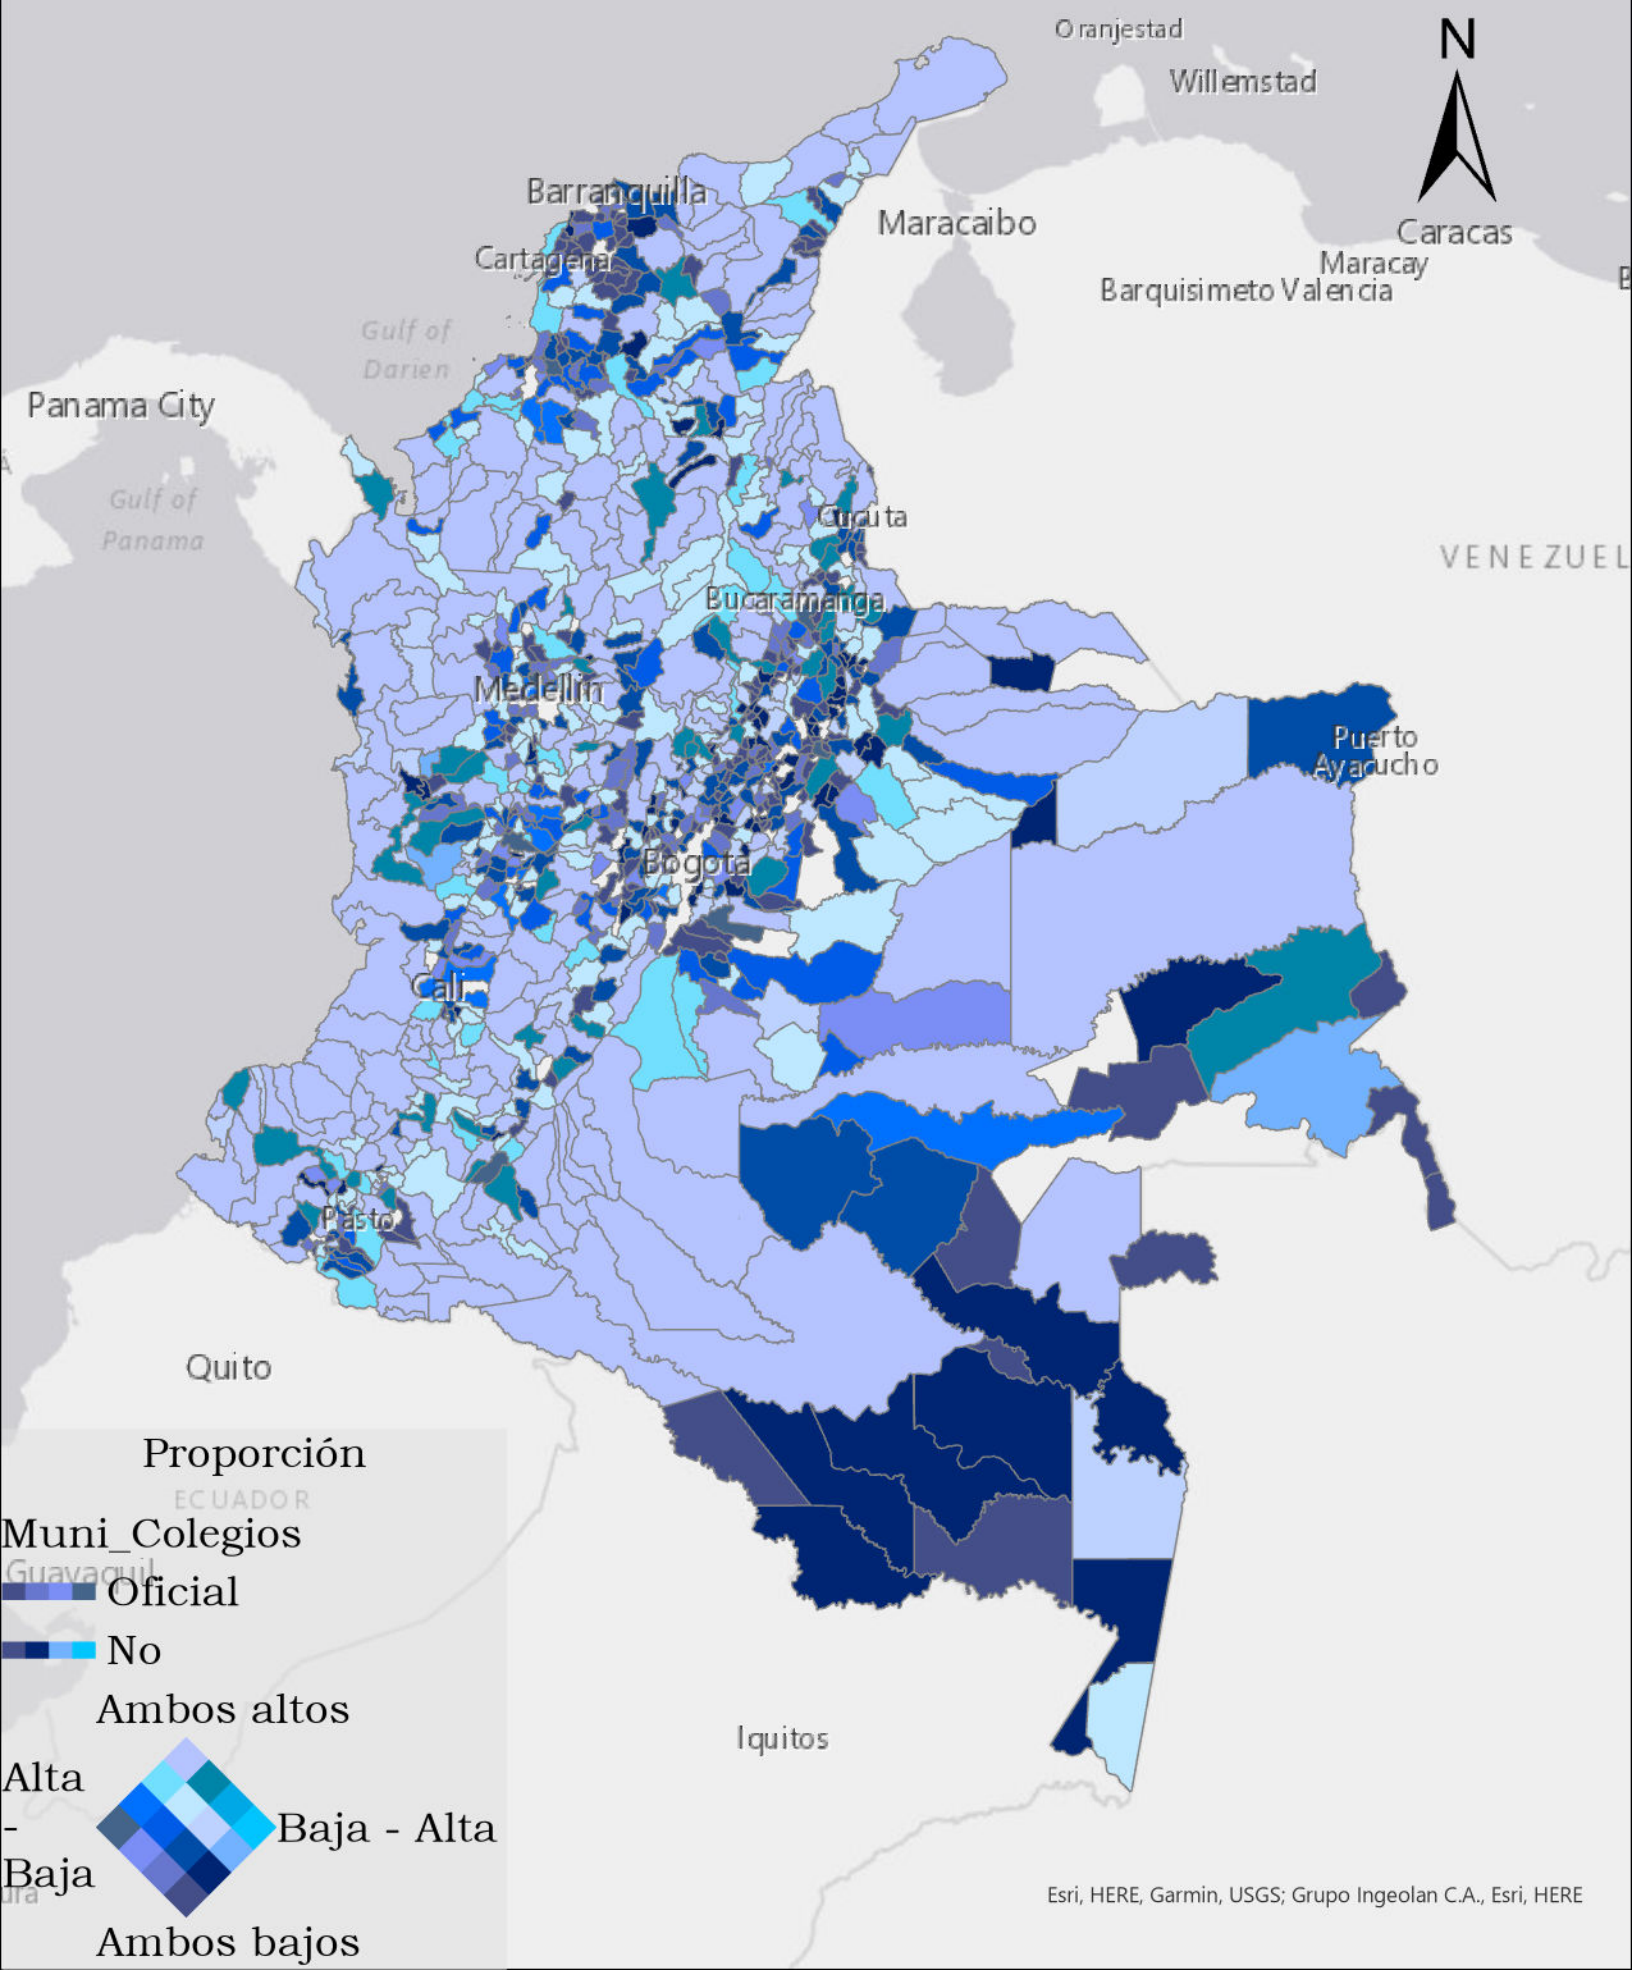 Oranjestad
N
Willemstad
Barranquilla
Maracaibo
Caracas
Cartagena
Maracay
Barquisimeto Valencia
Gulf of
Darien
Panama City
Gulf of
Panama
Cucuta
VENEZUEL
Bucaramanga
Medellin
Puerto
Ayacucho
Bogota
Cali
Pasto
Quito
Proporción
ECUADOR
Muni_Colegios
Guayaquil
Oficial
No
Ambos altos
Iquitos
Alta
-
Baja
Baja - Alta
Ambos bajos
Esri, HERE, Garmin, USGS; Grupo Ingeolan C.A., Esri, HERE